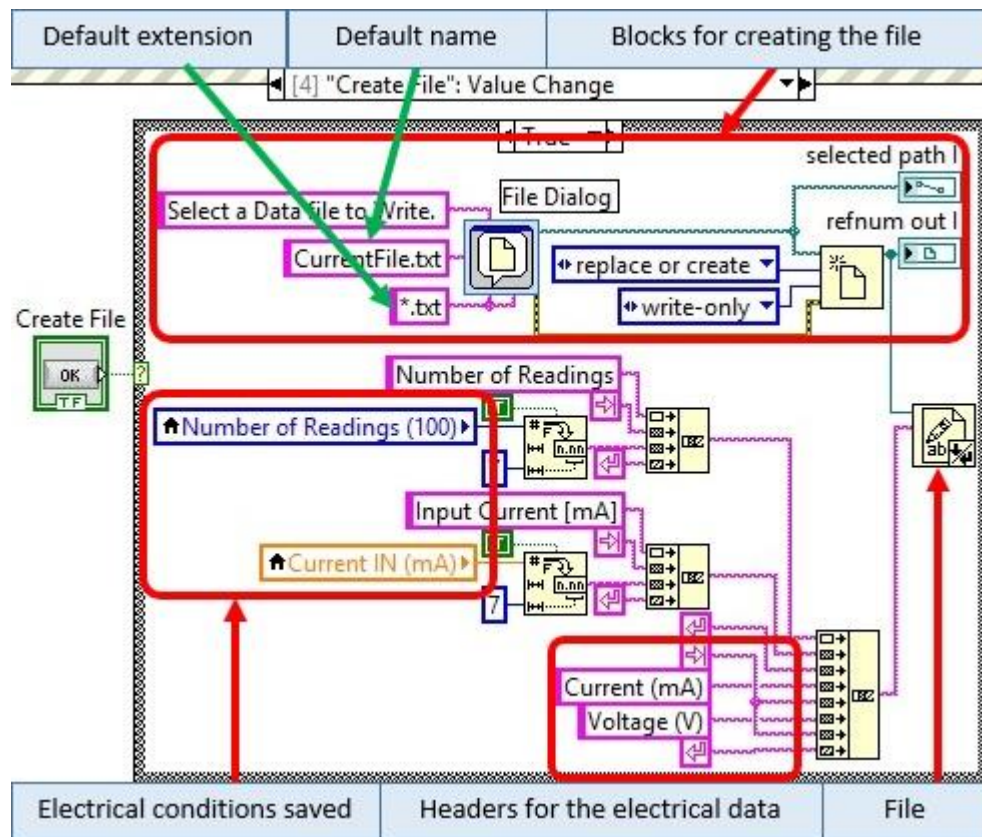 Default extension
Default name
Blocks for creating the file
[4] "Create File": Value Change
True
selected path l
File Dialog
Select a Data file to Write.
refnum out l
CurrentFile.txt
replace or create
*.txt
write-only
Create File
OK
TF
?
Number of Readings
Number of Readings (100)
#
F
n.nn
Input Current [mA]
Current IN (mA)
#
F
n.nn
7
ab
Current (mA)
Voltage (V)
Electrical conditions saved
Headers for the electrical data
File